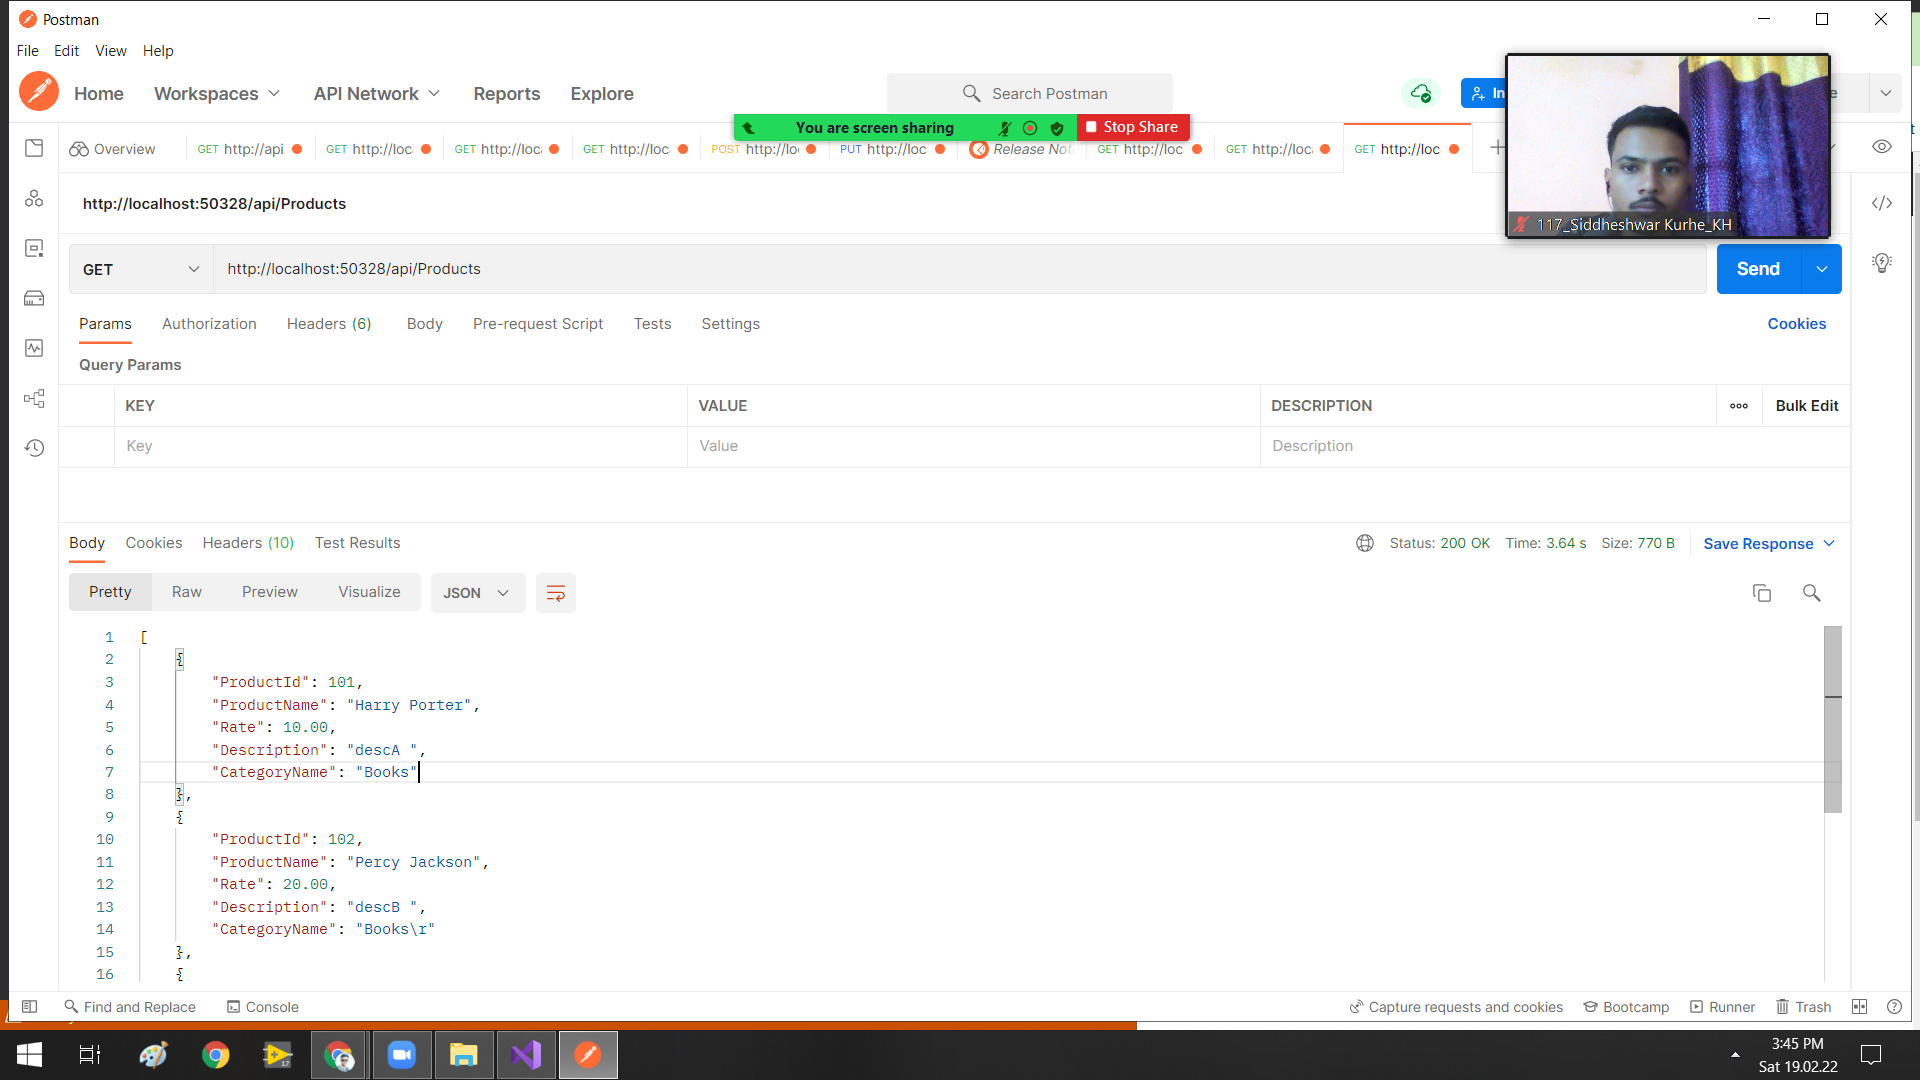 Postman
File Edit View Help
Home Workspaces API Network Reports Explore
Search Postman
In
e
You are screen sharing
Stop Share
117_Siddheshwar Kurhe_KH
Overview
GET http://api.
GET http://loc
GET http://loc
GET http://loc
POST http://lo
PUT http://loc
Release Not
GET http://loc
GET http://loc
GET http://loc
http://localhost:50328/api/Products
GET http://localhost:50328/api/Products
Send
Params Authorization Headers (6) Body Pre-request Script Tests Settings
Cookies
Query Params
KEY VALUE DESCRIPTION Bulk Edit
Key Value Description
Body Cookies Headers (10) Test Results
Status: 200 OK Time: 3.64 s Size: 770 B Save Response
Pretty Raw Preview Visualize JSON
1 [
2 {
3 "ProductId": 101,
4 "ProductName": "Harry Porter",
5 "Rate": 10.00,
6 "Description": "descA ",
7 "CategoryName": "Books"
8 },
9 {
10 "ProductId": 102,
11 "ProductName": "Percy Jackson",
12 "Rate": 20.00,
13 "Description": "descB ",
14 "CategoryName": "Books\r"
15 },
16 {
Find and Replace Console
Capture requests and cookies Bootcamp Runner Trash
17
3:45 PM
Sat 19.02.22